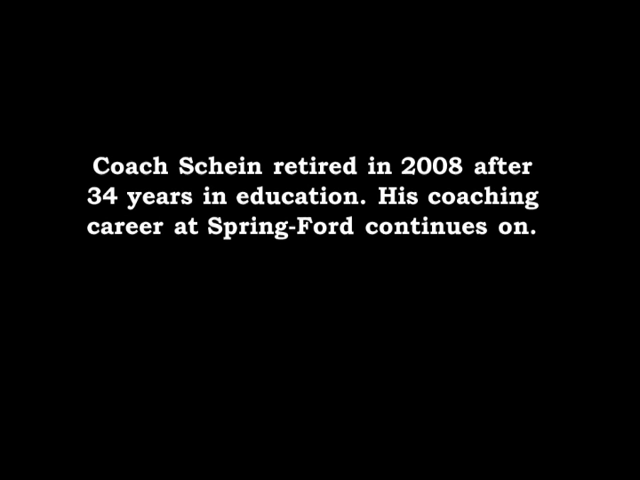 Coach Schein retired in 2008 after
34 years in education. His coaching
career at Spring-Ford continues on.